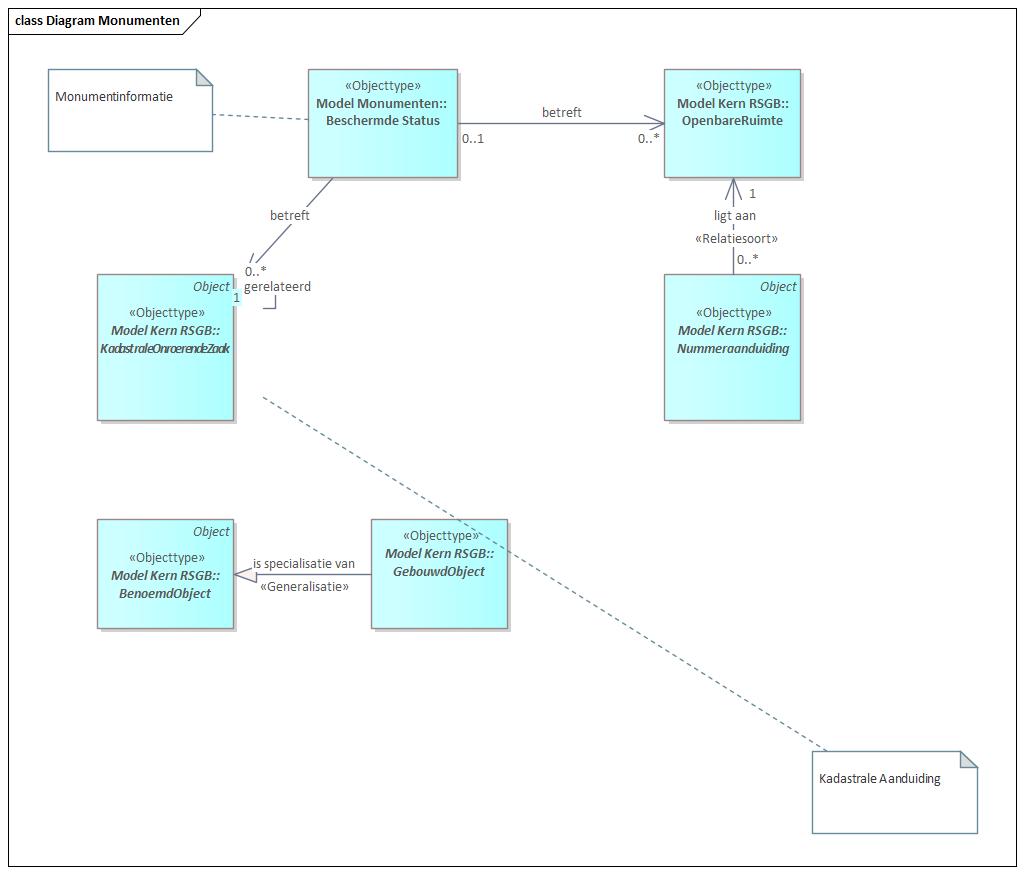 class Diagram Monumenten
Monumentinformatie
«Objecttype»
Model Monumenten::
Beschermde Status
betreft
0..1
0..*
«Objecttype»
Model Kern RSGB::
OpenbareRuimte
1
ligt aan
«Relatiesoort»
0..*
betreft
0..*
gerelateerd
1
Object
«Objecttype»
Model Kern RSGB::
KadastraleOnroerendeZaak
Object
«Objecttype»
Model Kern RSGB::
Nummeraanduiding
Object
«Objecttype»
Model Kern RSGB::
BenoemdObject
is specialisatie van
«Generalisatie»
«Objecttype»
Model Kern RSGB::
GebouwdObject
Kadastrale Aanduiding